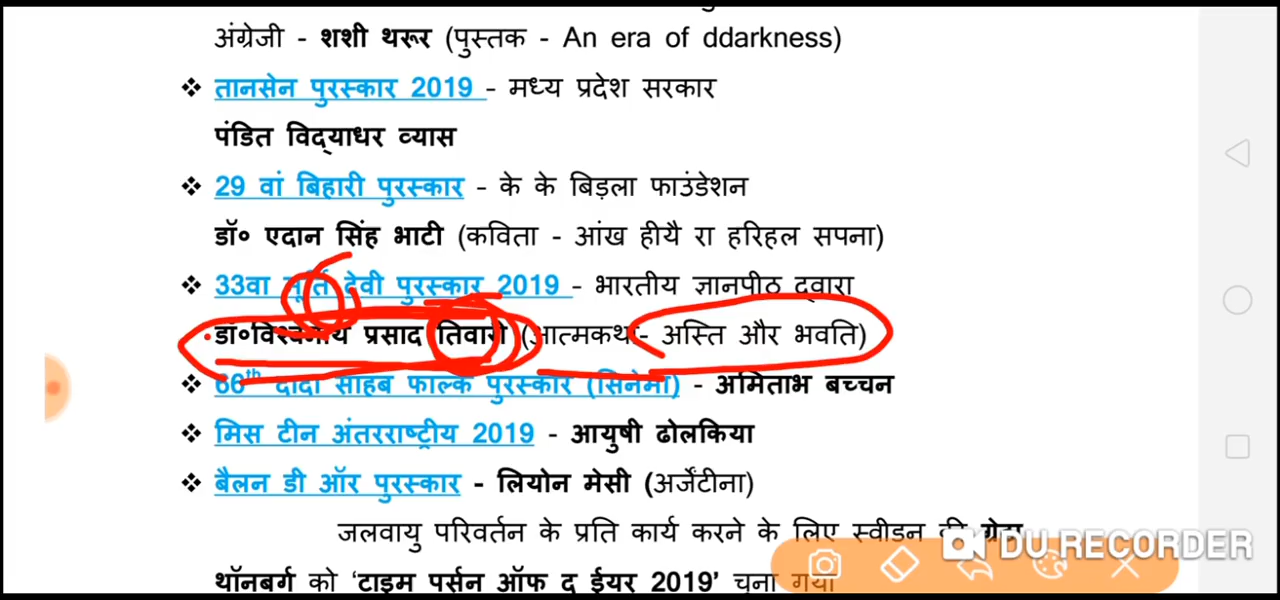 अंग्रेजी - शशी थरूर (पुस्तक - An era of ddarkness)
❖ तानसेन पुरस्कार 2019 - मध्य प्रदेश सरकार
पंडित विद्याधर व्यास
❖ 29 वां बिहारी पुरस्कार - के के बिड़ला फाउंडेशन
डॉ० एदान सिंह भाटी (कविता - आंख हीयै रा हरिहल सपना)
❖ 33वा मूर्ति देवी पुरस्कार 2019 - भारतीय ज्ञानपीठ द्वारा
डॉ०विश्वनाथ प्रसाद तिवारी (आत्मकथा- अस्ति और भवति)
❖ 66th दादा साहब फाल्के पुरस्कार (सिनेमा) - अमिताभ बच्चन
❖ मिस टीन अंतरराष्ट्रीय 2019 - आयुषी ढोलकिया
❖ बैलन डी ऑर पुरस्कार - लियोन मेसी (अर्जेंटीना)
जलवायु परिवर्तन के प्रति कार्य करने के लिए स्वीडन की ग्रेटा
DU RECORDER
थॉनबर्ग को ‘टाइम पर्सन ऑफ द ईयर 2019’ चुना गया